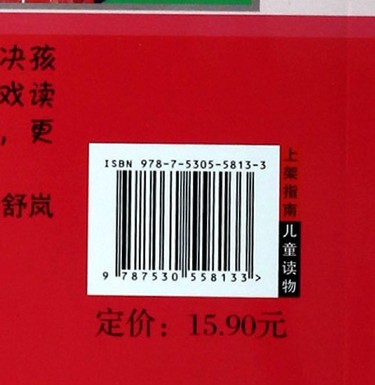 决孩
戏读
，更
舒岚
ISBN 978-7-5305-5813-3
9 787530 558133 >
上架指南
儿童读物
定价：15.90元